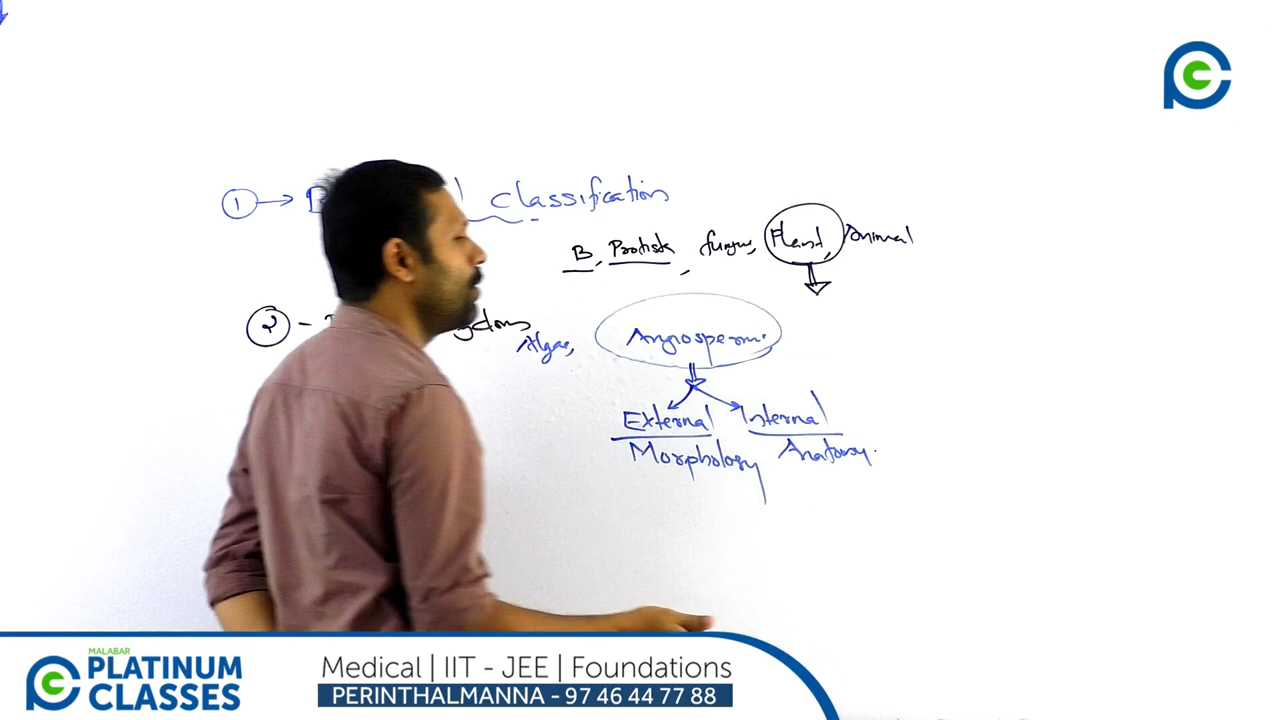 1 → classification
B, Protista, fungus, Plant, Animal
2 -
Algae, Angiosperm.
External Internal
Morphology Anatomy.
MALABAR
PLATINUM
CLASSES
Medical | IIT - JEE | Foundations
PERINTHALMANNA - 97 46 44 77 88